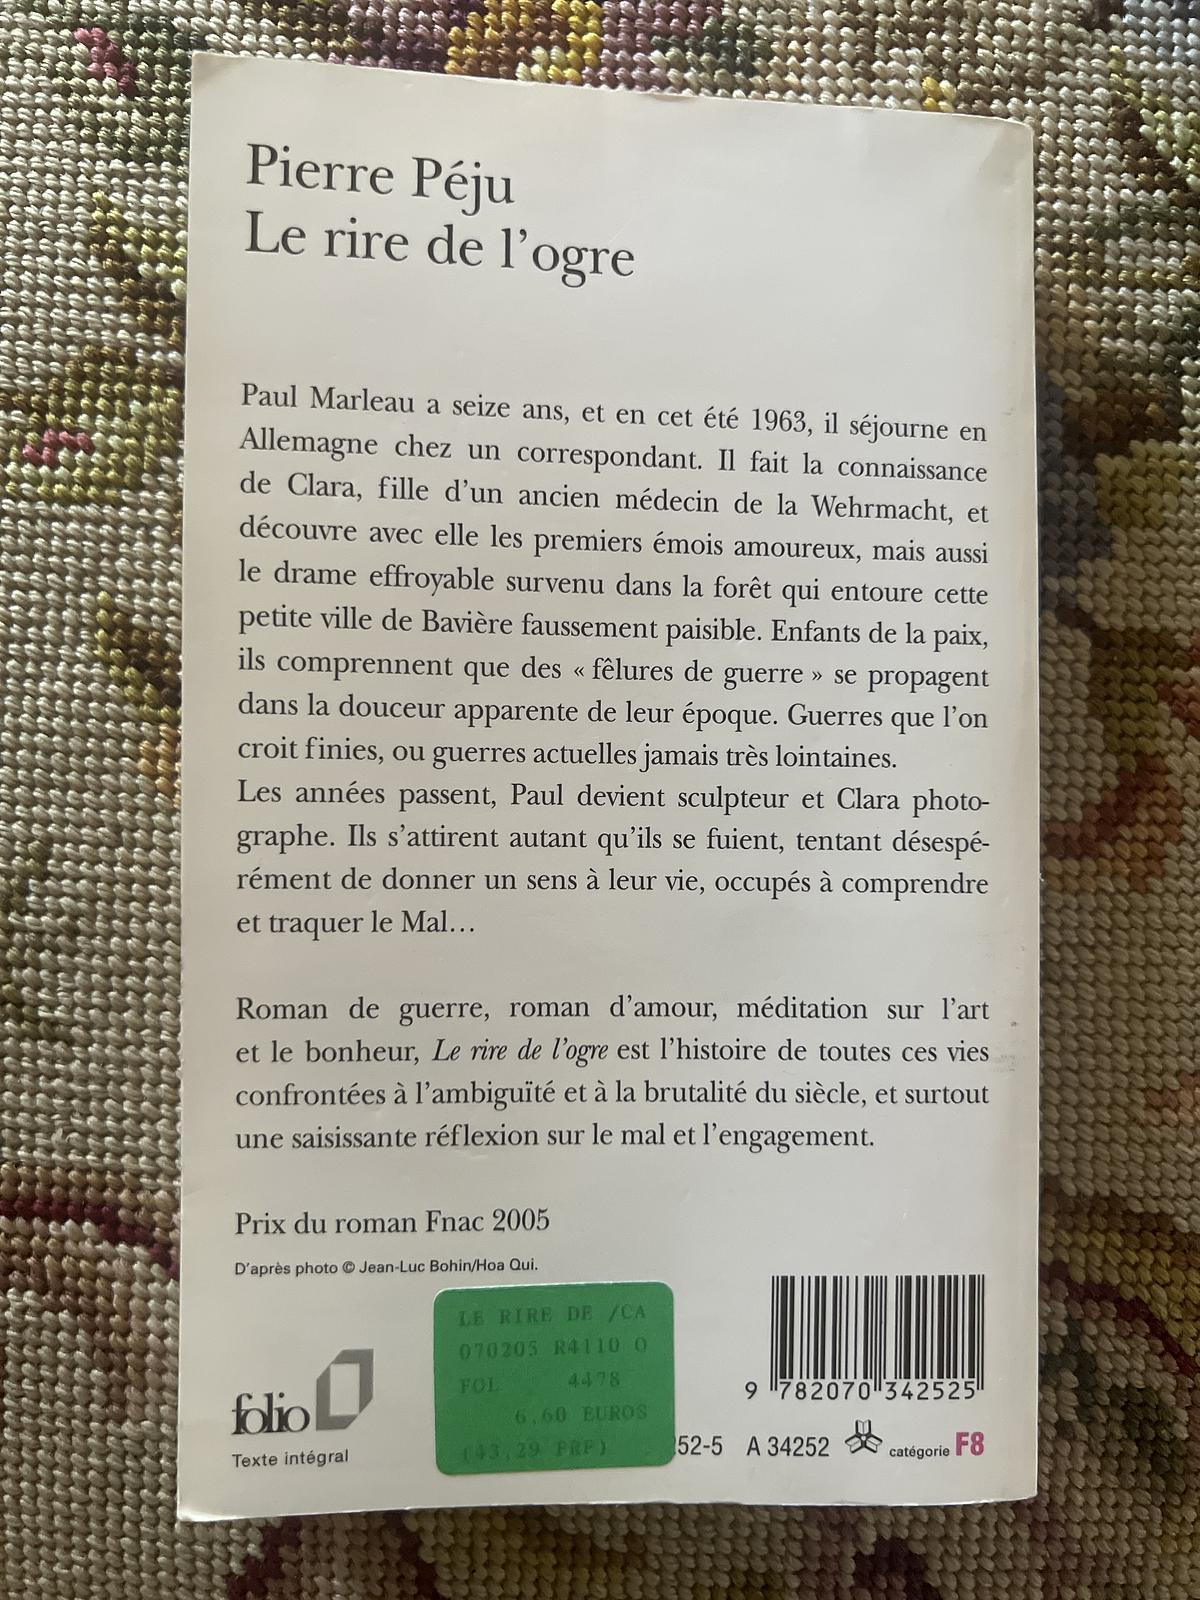 Pierre Péju
Le rire de l'ogre
Paul Marleau a seize ans, et en cet été 1963, il séjourne en
Allemagne chez un correspondant. Il fait la connaissance
de Clara, fille d'un ancien médecin de la Wehrmacht, et
découvre avec elle les premiers émois amoureux, mais aussi
le drame effroyable survenu dans la forêt qui entoure cette
petite ville de Bavière faussement paisible. Enfants de la paix,
ils comprennent que des « fêlures de guerre » se propagent
dans la douceur apparente de leur époque. Guerres que l'on
croit finies, ou guerres actuelles jamais très lointaines.
Les années passent, Paul devient sculpteur et Clara photo-
graphe. Ils s'attirent autant qu'ils se fuient, tentant désespé-
rément de donner un sens à leur vie, occupés à comprendre
et traquer le Mal…
Roman de guerre, roman d'amour, méditation sur l'art
et le bonheur, Le rire de l'ogre est l'histoire de toutes ces vies
confrontées à l'ambiguïté et à la brutalité du siècle, et surtout
une saisissante réflexion sur le mal et l'engagement.
Prix du roman Fnac 2005
D'après photo © Jean-Luc Bohin/Hoa Qui.
LE RIRE DE /CA
070205 R4110 0
FOL 4478
6,60 EUROS
(43,29 FRF)
folio
Texte intégral
9 782070 342525
52-5 A 34252 catégorie F8